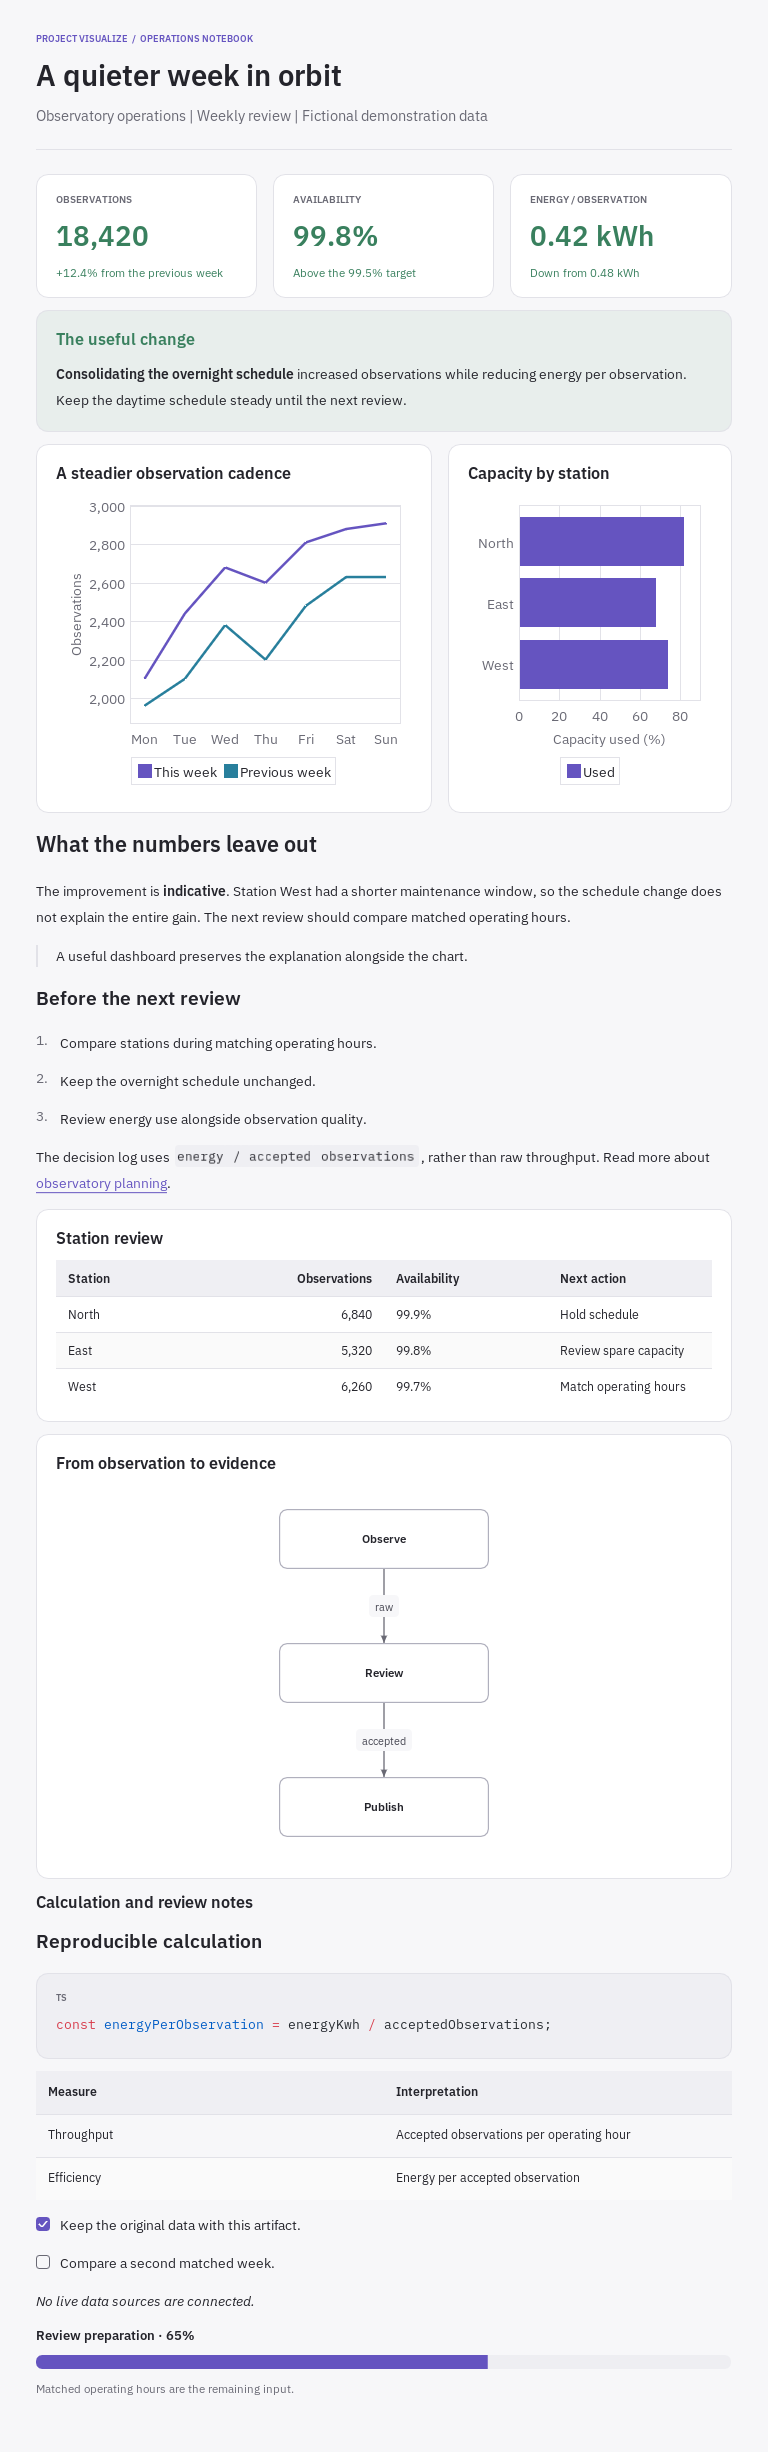 PROJECT VISUALIZE / OPERATIONS NOTEBOOK
A quieter week in orbit
Observatory operations | Weekly review | Fictional demonstration data
OBSERVATIONS
18,420
+12.4% from the previous week
AVAILABILITY
99.8%
Above the 99.5% target
ENERGY / OBSERVATION
0.42 kWh
Down from 0.48 kWh
The useful change
Consolidating the overnight schedule increased observations while reducing energy per observation.
Keep the daytime schedule steady until the next review.
A steadier observation cadence
Observations
3,000
2,800
2,600
2,400
2,200
2,000
Mon Tue Wed Thu Fri Sat Sun
This week Previous week
Capacity by station
North
East
West
0 20 40 60 80
Capacity used (%)
Used
What the numbers leave out
The improvement is indicative. Station West had a shorter maintenance window, so the schedule change does
not explain the entire gain. The next review should compare matched operating hours.
A useful dashboard preserves the explanation alongside the chart.
Before the next review
1. Compare stations during matching operating hours.
2. Keep the overnight schedule unchanged.
3. Review energy use alongside observation quality.
The decision log uses energy / accepted observations, rather than raw throughput. Read more about
observatory planning.
Station review
Station Observations Availability Next action
North 6,840 99.9% Hold schedule
East 5,320 99.8% Review spare capacity
West 6,260 99.7% Match operating hours
From observation to evidence
Observe
raw
Review
accepted
Publish
Calculation and review notes
Reproducible calculation
TS
const energyPerObservation = energyKwh / acceptedObservations;
Measure Interpretation
Throughput Accepted observations per operating hour
Efficiency Energy per accepted observation
Keep the original data with this artifact.
Compare a second matched week.
No live data sources are connected.
Review preparation · 65%
Matched operating hours are the remaining input.